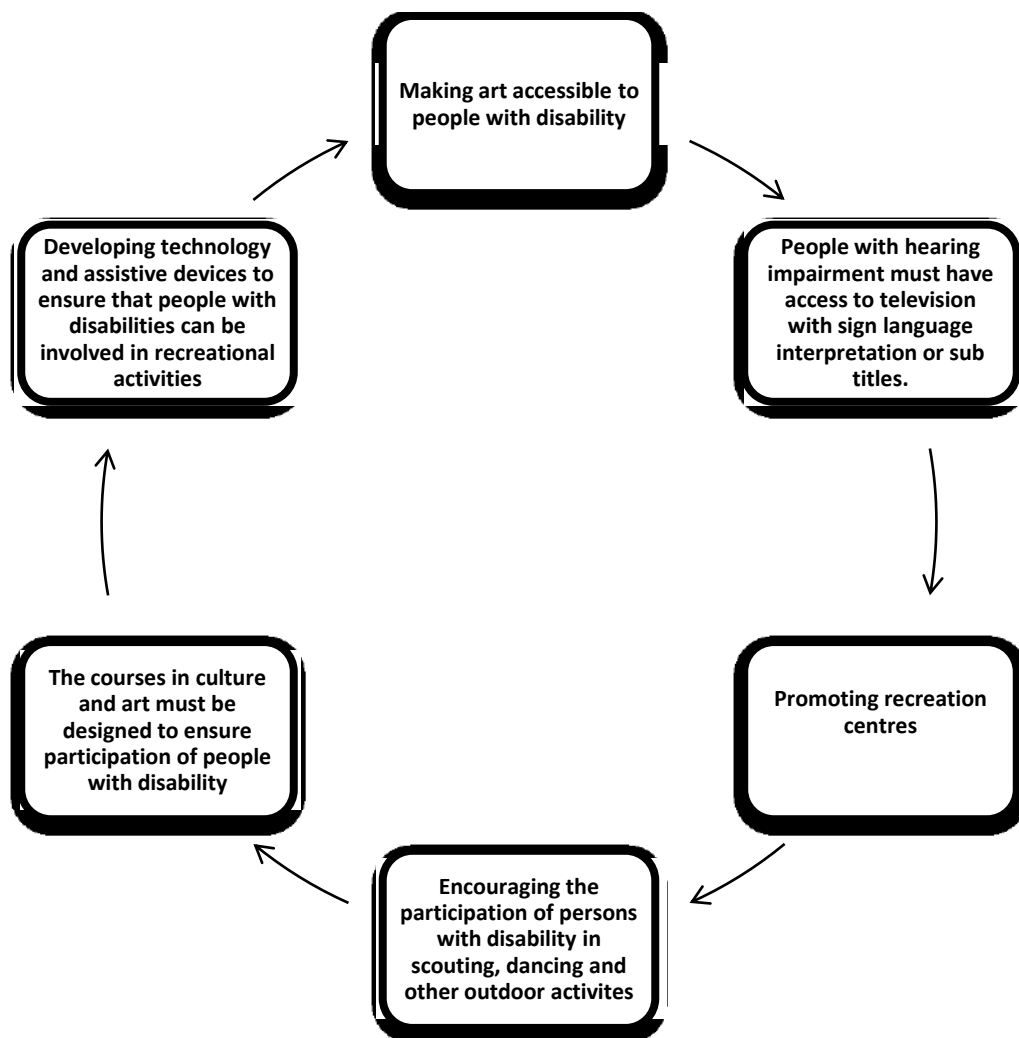 Making art accessible to
people with disability
People with hearing
impairment must have
access to television
with sign language
interpretation or sub
titles.
Promoting recreation
centres
Encouraging the
participation of persons
with disability in
scouting, dancing and
other outdoor activites
The courses in culture
and art must be
designed to ensure
participation of people
with disability
Developing technology
and assistive devices to
ensure that people with
disabilities can be
involved in recreational
activities